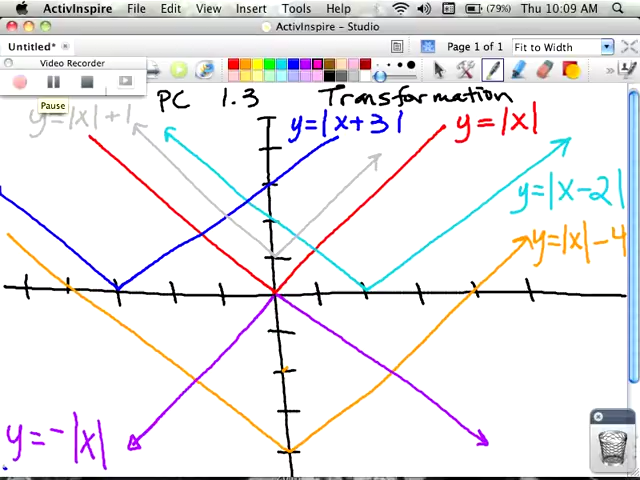 ActivInspire File Edit View Insert Tools Help (79%) Thu 10:09 AM
ActivInspire - Studio
Untitled*
Page 1 of 1 Fit to Width
Video Recorder
Pause
PC 1.3 Transformation
y=|x|+1
y=|x+3|
y=|x|
y=|x-2|
y=|x|-4
y=-|x|